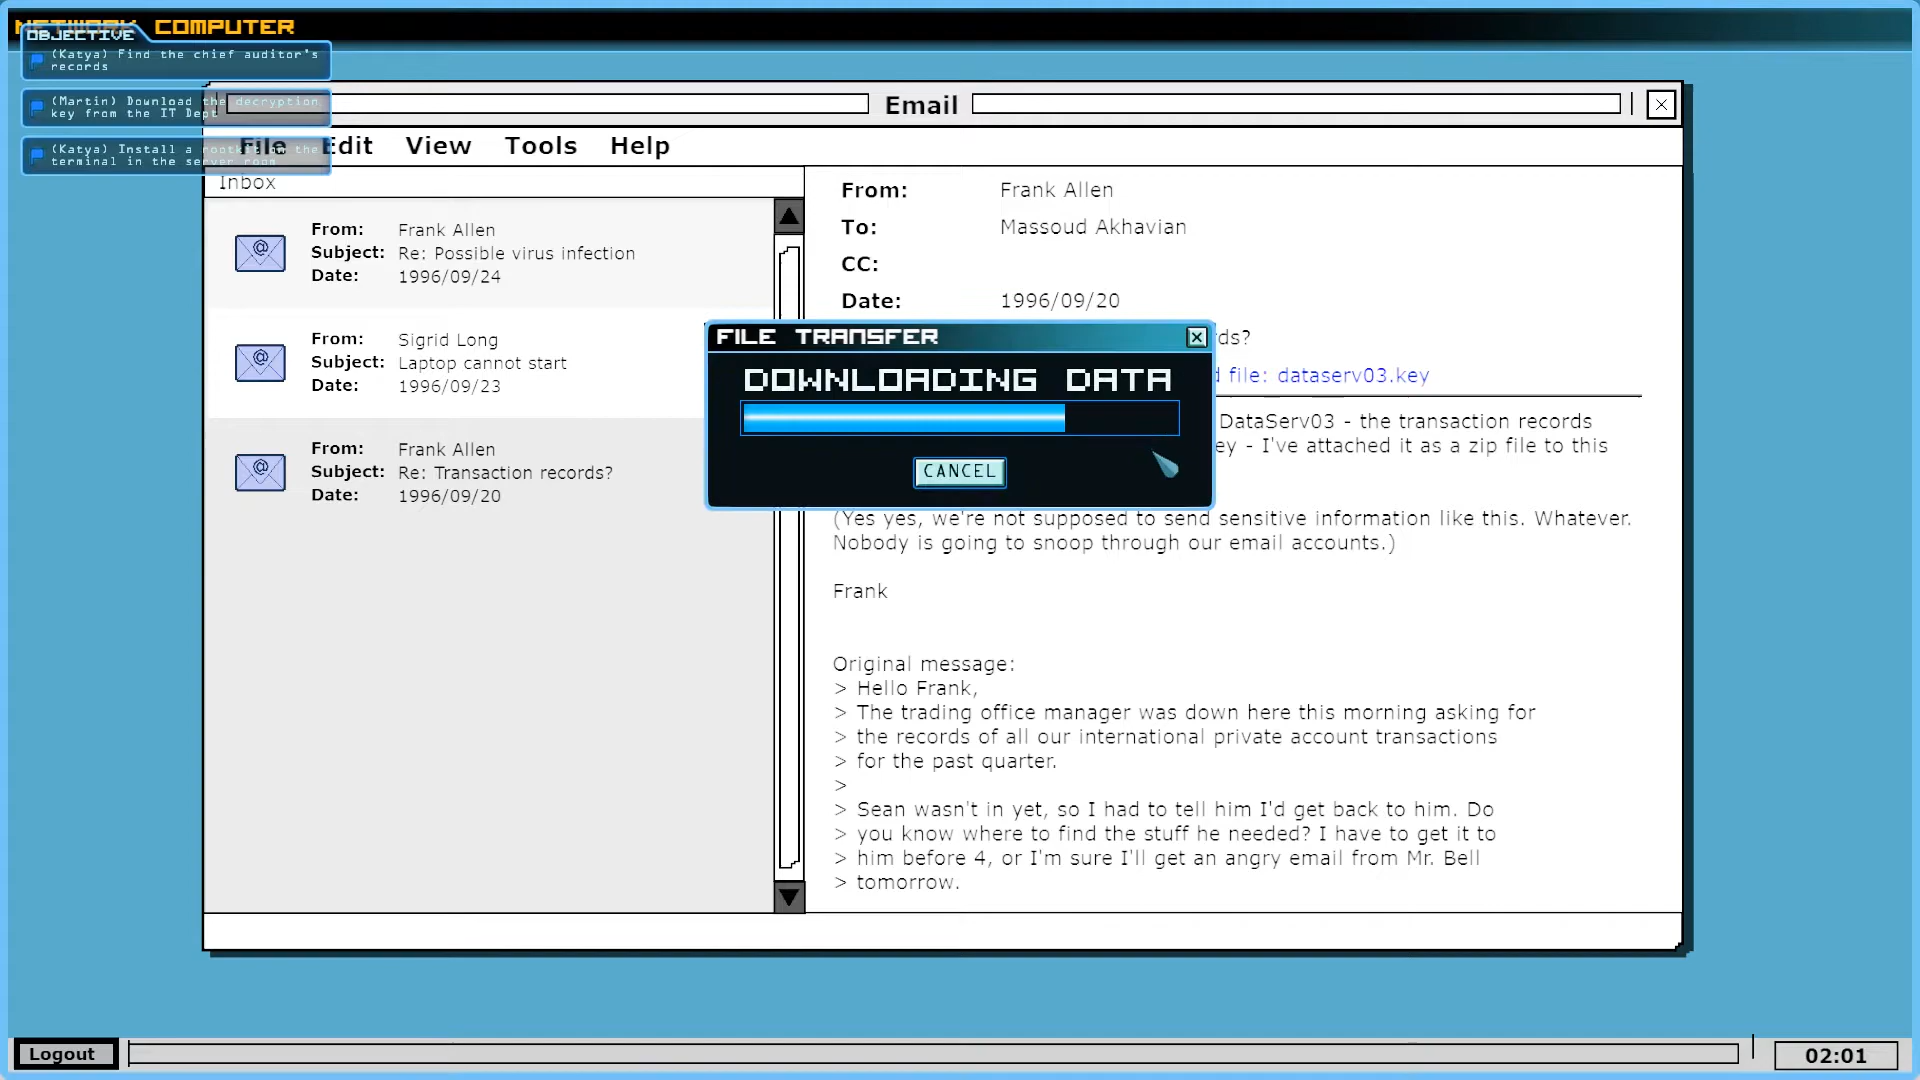 NETWORK COMPUTER
OBJECTIVE
(Katya) Find the chief auditor's
records
(Martin) Download the decryption
key from the IT Dept
(Katya) Install a rootkit on the
terminal in the server room
Email
File Edit View Tools Help
Inbox
From: Frank Allen
Subject: Re: Possible virus infection
Date: 1996/09/24
From: Sigrid Long
Subject: Laptop cannot start
Date: 1996/09/23
From: Frank Allen
Subject: Re: Transaction records?
Date: 1996/09/20
From: Frank Allen
To: Massoud Akhavian
CC:
Date: 1996/09/20
file: dataserv03.key
DataServ03 - the transaction records
- I've attached it as a zip file to this
(Yes yes, we're not supposed to send sensitive information like this. Whatever.
Nobody is going to snoop through our email accounts.)
Frank
Original message:
> Hello Frank,
> The trading office manager was down here this morning asking for
> the records of all our international private account transactions
> for the past quarter.
>
> Sean wasn't in yet, so I had to tell him I'd get back to him. Do
> you know where to find the stuff he needed? I have to get it to
> him before 4, or I'm sure I'll get an angry email from Mr. Bell
> tomorrow.
FILE TRANSFER
DOWNLOADING DATA
CANCEL
Logout
02:01